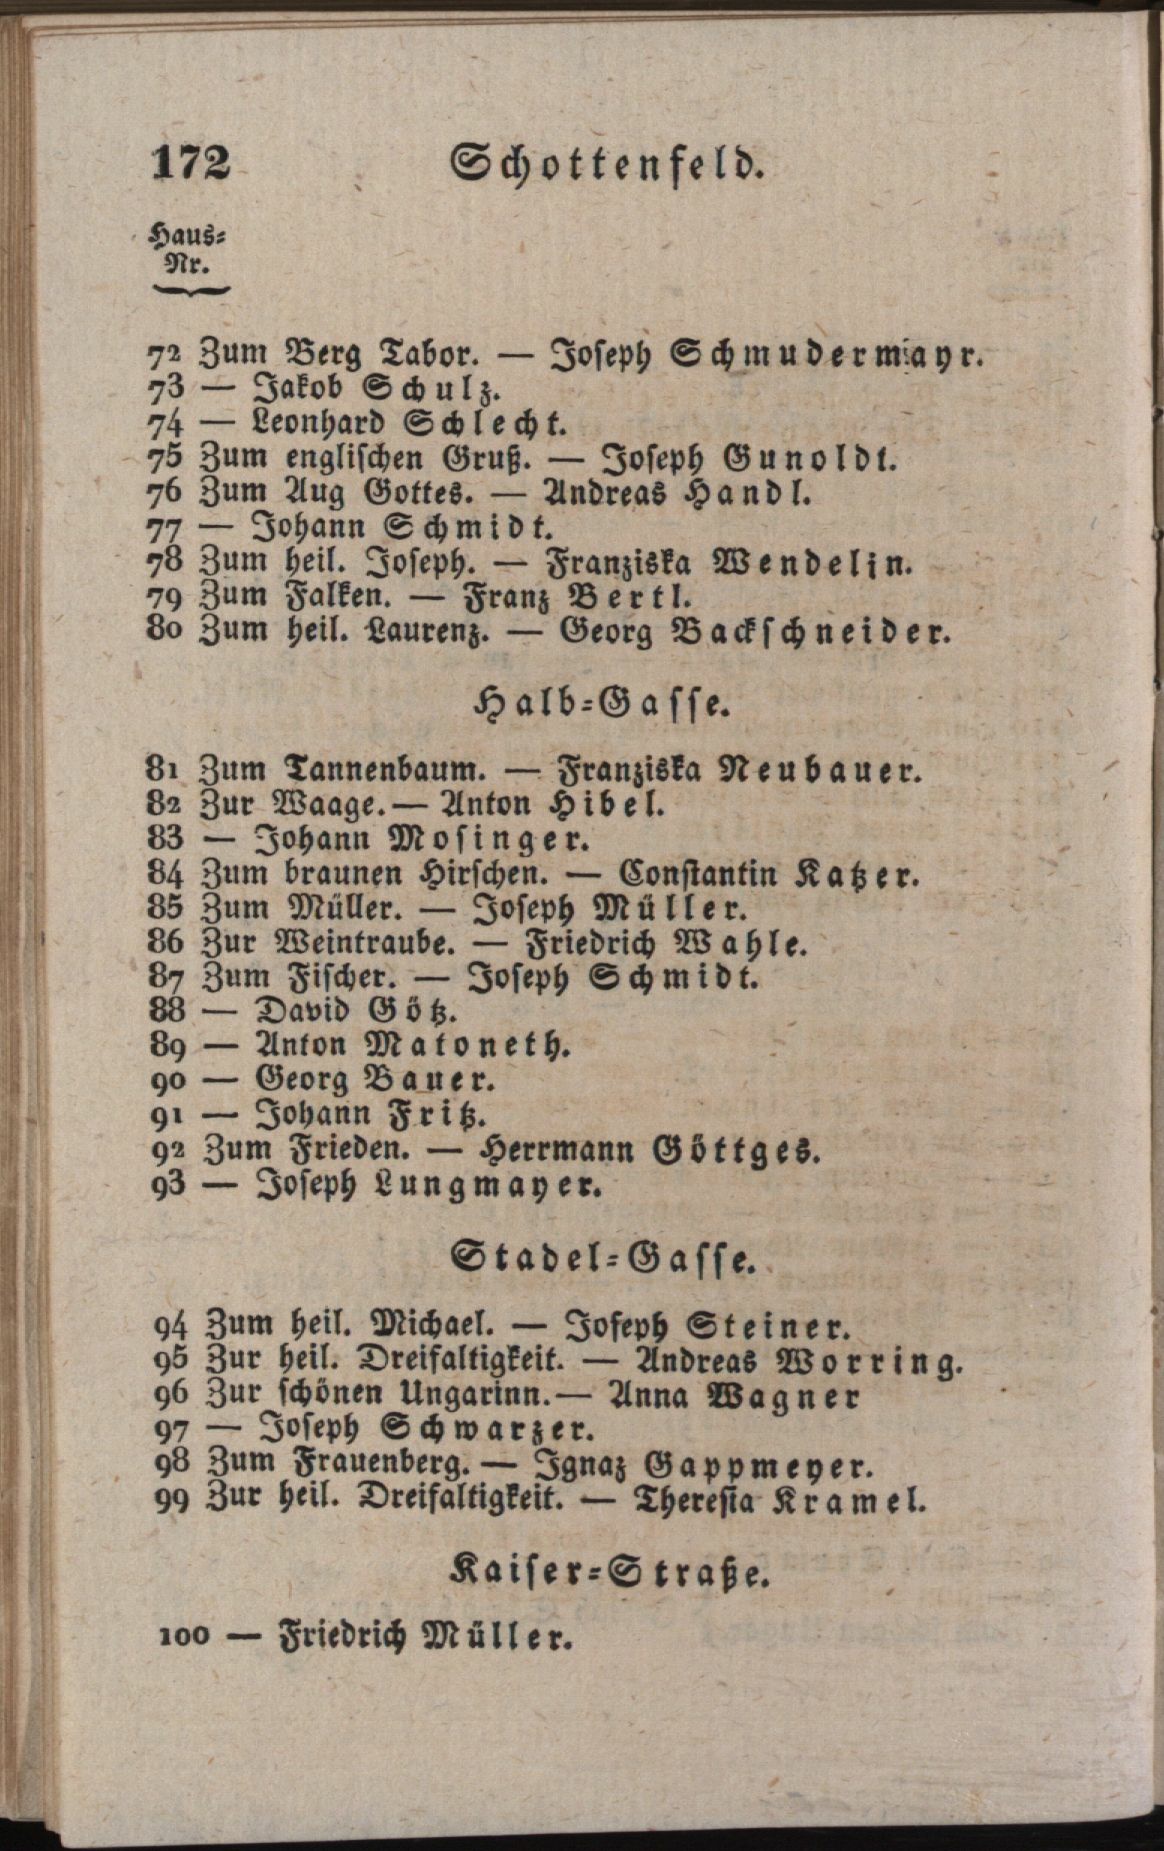 172 Schottenfeld.
Haus-
Nr.
72 Zum Berg Tabor. — Joseph Schmudermayr.
73 — Jakob Schulz.
74 — Leonhard Schlecht.
75 Zum englischen Gruß. — Joseph Gunoldt.
76 Zum Aug Gottes. — Andreas Handl.
77 — Johann Schmidt.
78 Zum heil. Joseph. — Franziska Wendelin.
79 Zum Falken. — Franz Bertl.
80 Zum heil. Laurenz. — Georg Backschneider.
Halb-Gasse.
81 Zum Tannenbaum. — Franziska Neubauer.
82 Zur Waage. — Anton Hibel.
83 — Johann Mosinger.
84 Zum braunen Hirschen. — Constantin Katzer.
85 Zum Müller. — Joseph Müller.
86 Zur Weintraube. — Friedrich Wahle.
87 Zum Fischer. — Joseph Schmidt.
88 — David Götz.
89 — Anton Matoneth.
90 — Georg Bauer.
91 — Johann Fritz.
92 Zum Frieden. — Herrmann Göttges.
93 — Joseph Lungmayer.
Stadel-Gasse.
94 Zum heil. Michael. — Joseph Steiner.
95 Zur heil. Dreifaltigkeit. — Andreas Worring.
96 Zur schönen Ungarinn. — Anna Wagner
97 — Joseph Schwarzer.
98 Zum Frauenberg. — Ignaz Gappmeyer.
99 Zur heil. Dreifaltigkeit. — Theresia Kramel.
Kaiser-Straße.
100 — Friedrich Müller.